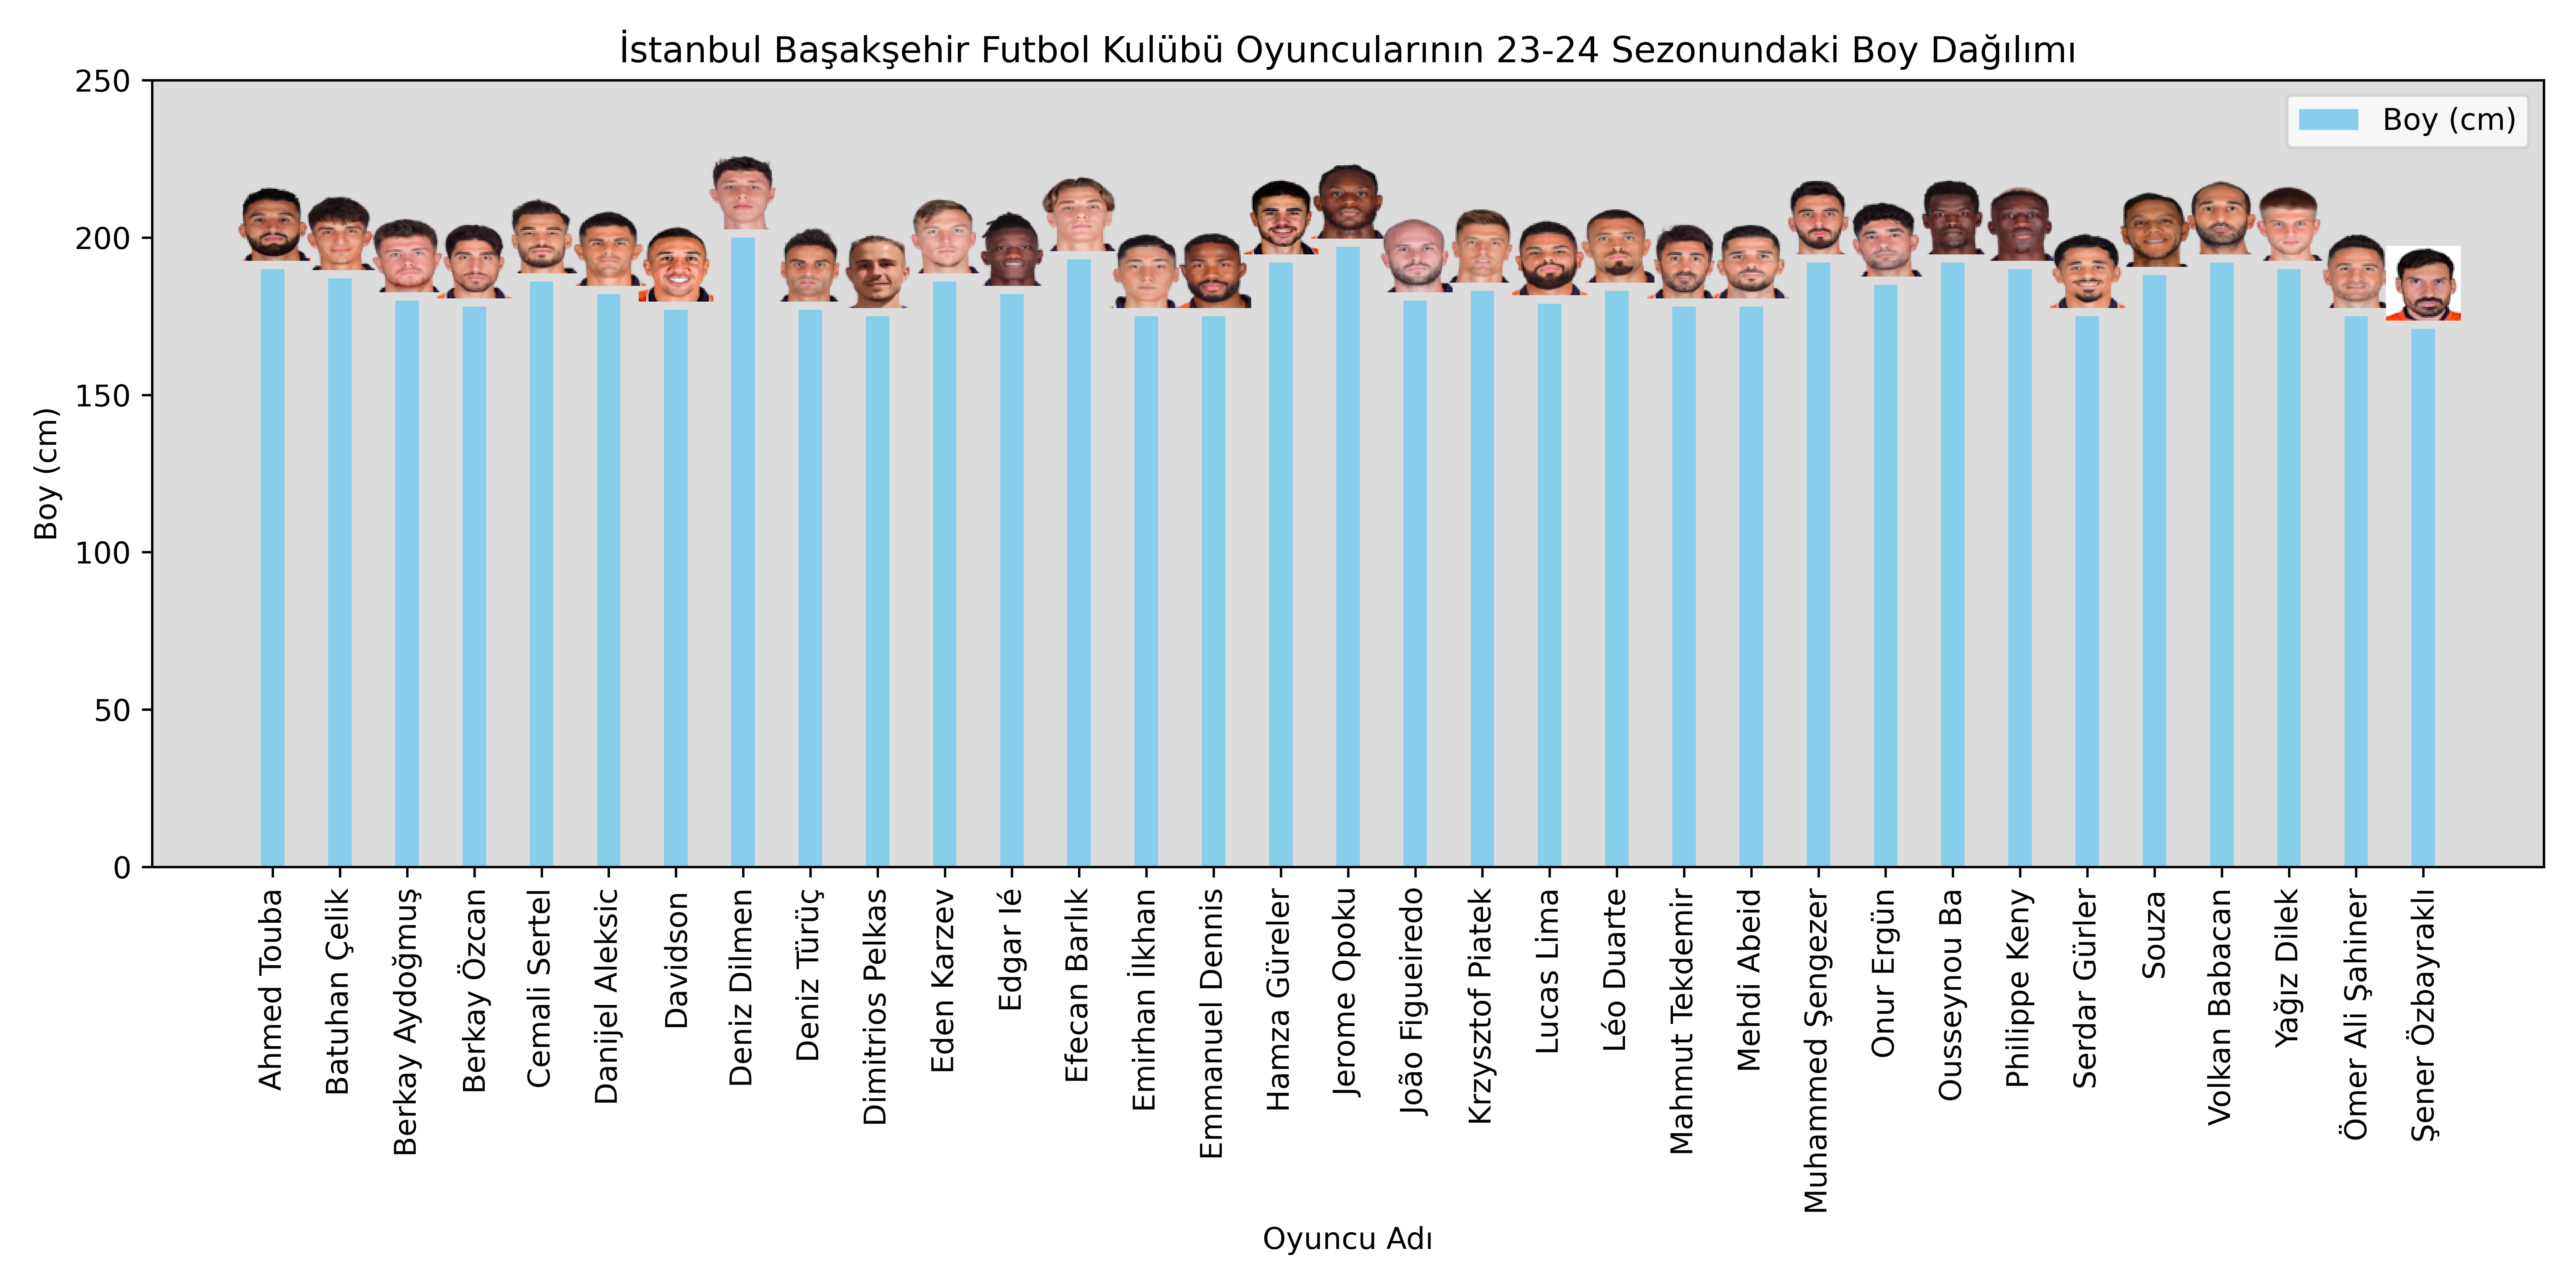 İstanbul Başakşehir Futbol Kulübü Oyuncularının 23-24 Sezonundaki Boy Dağılımı
Boy (cm)
250
200
150
100
50
0
Boy (cm)
Ahmed Touba
Batuhan Çelik
Berkay Aydoğmuş
Berkay Özcan
Cemali Sertel
Danijel Aleksic
Davidson
Deniz Dilmen
Deniz Türüç
Dimitrios Pelkas
Eden Karzev
Edgar Ié
Efecan Barlık
Emirhan İlkhan
Emmanuel Dennis
Hamza Güreler
Jerome Opoku
João Figueiredo
Krzysztof Piatek
Lucas Lima
Léo Duarte
Mahmut Tekdemir
Mehdi Abeid
Muhammed Şengezer
Onur Ergün
Ousseynou Ba
Philippe Keny
Serdar Gürler
Souza
Volkan Babacan
Yağız Dilek
Ömer Ali Şahiner
Şener Özbayraklı
Oyuncu Adı